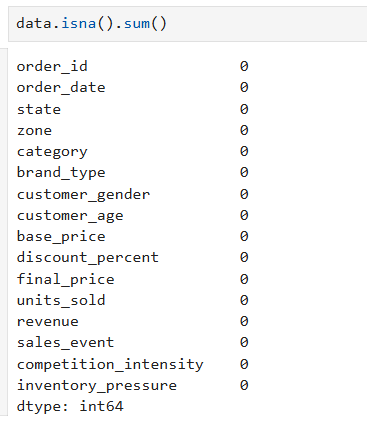 data.isna().sum()
order_id 0
order_date 0
state 0
zone 0
category 0
brand_type 0
customer_gender 0
customer_age 0
base_price 0
discount_percent 0
final_price 0
units_sold 0
revenue 0
sales_event 0
competition_intensity 0
inventory_pressure 0
dtype: int64